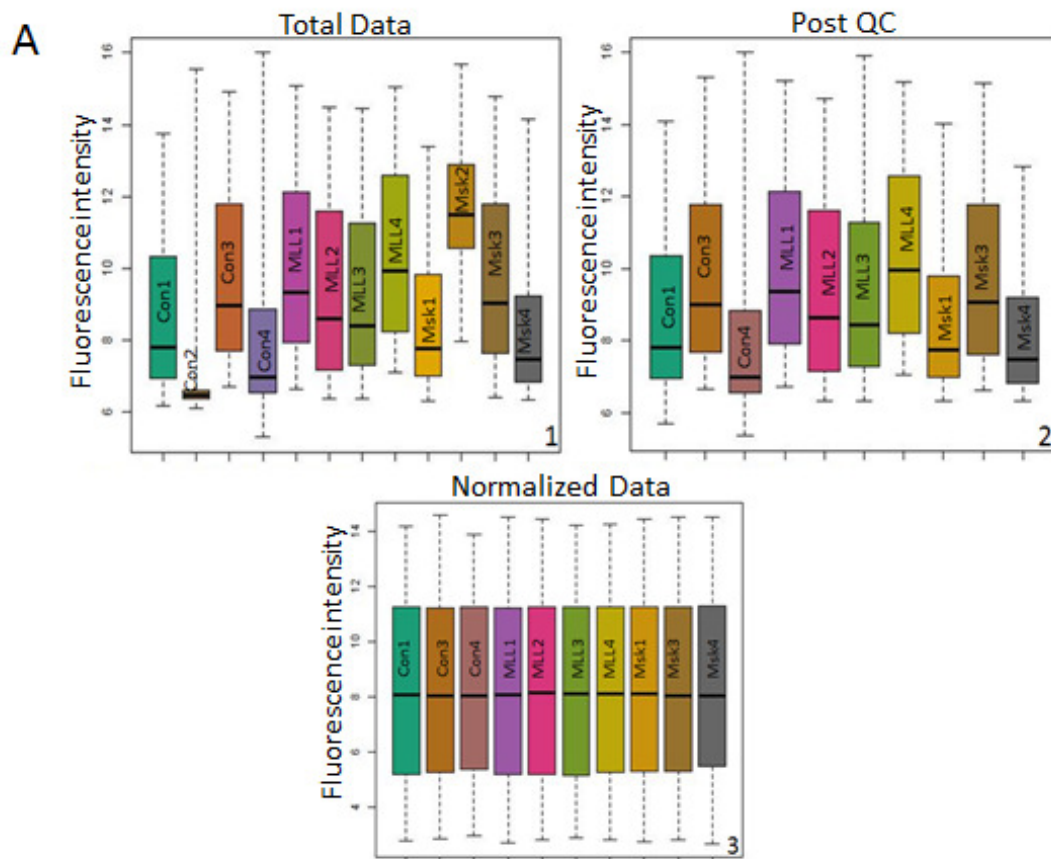 A
Total Data
Fluorescence intensity
16
14
12
10
8
6
Con1
Con2
Con3
Con4
MLL1
MLL2
MLL3
MLL4
Msk1
Msk2
Msk3
Msk4
1
Post QC
Fluorescence intensity
16
14
12
10
8
6
Con1
Con3
Con4
MLL1
MLL2
MLL3
MLL4
Msk1
Msk3
Msk4
2
Normalized Data
Fluorescence intensity
14
12
10
8
6
4
Con1
Con3
Con4
MLL1
MLL2
MLL3
MLL4
Msk1
Msk3
Msk4
3